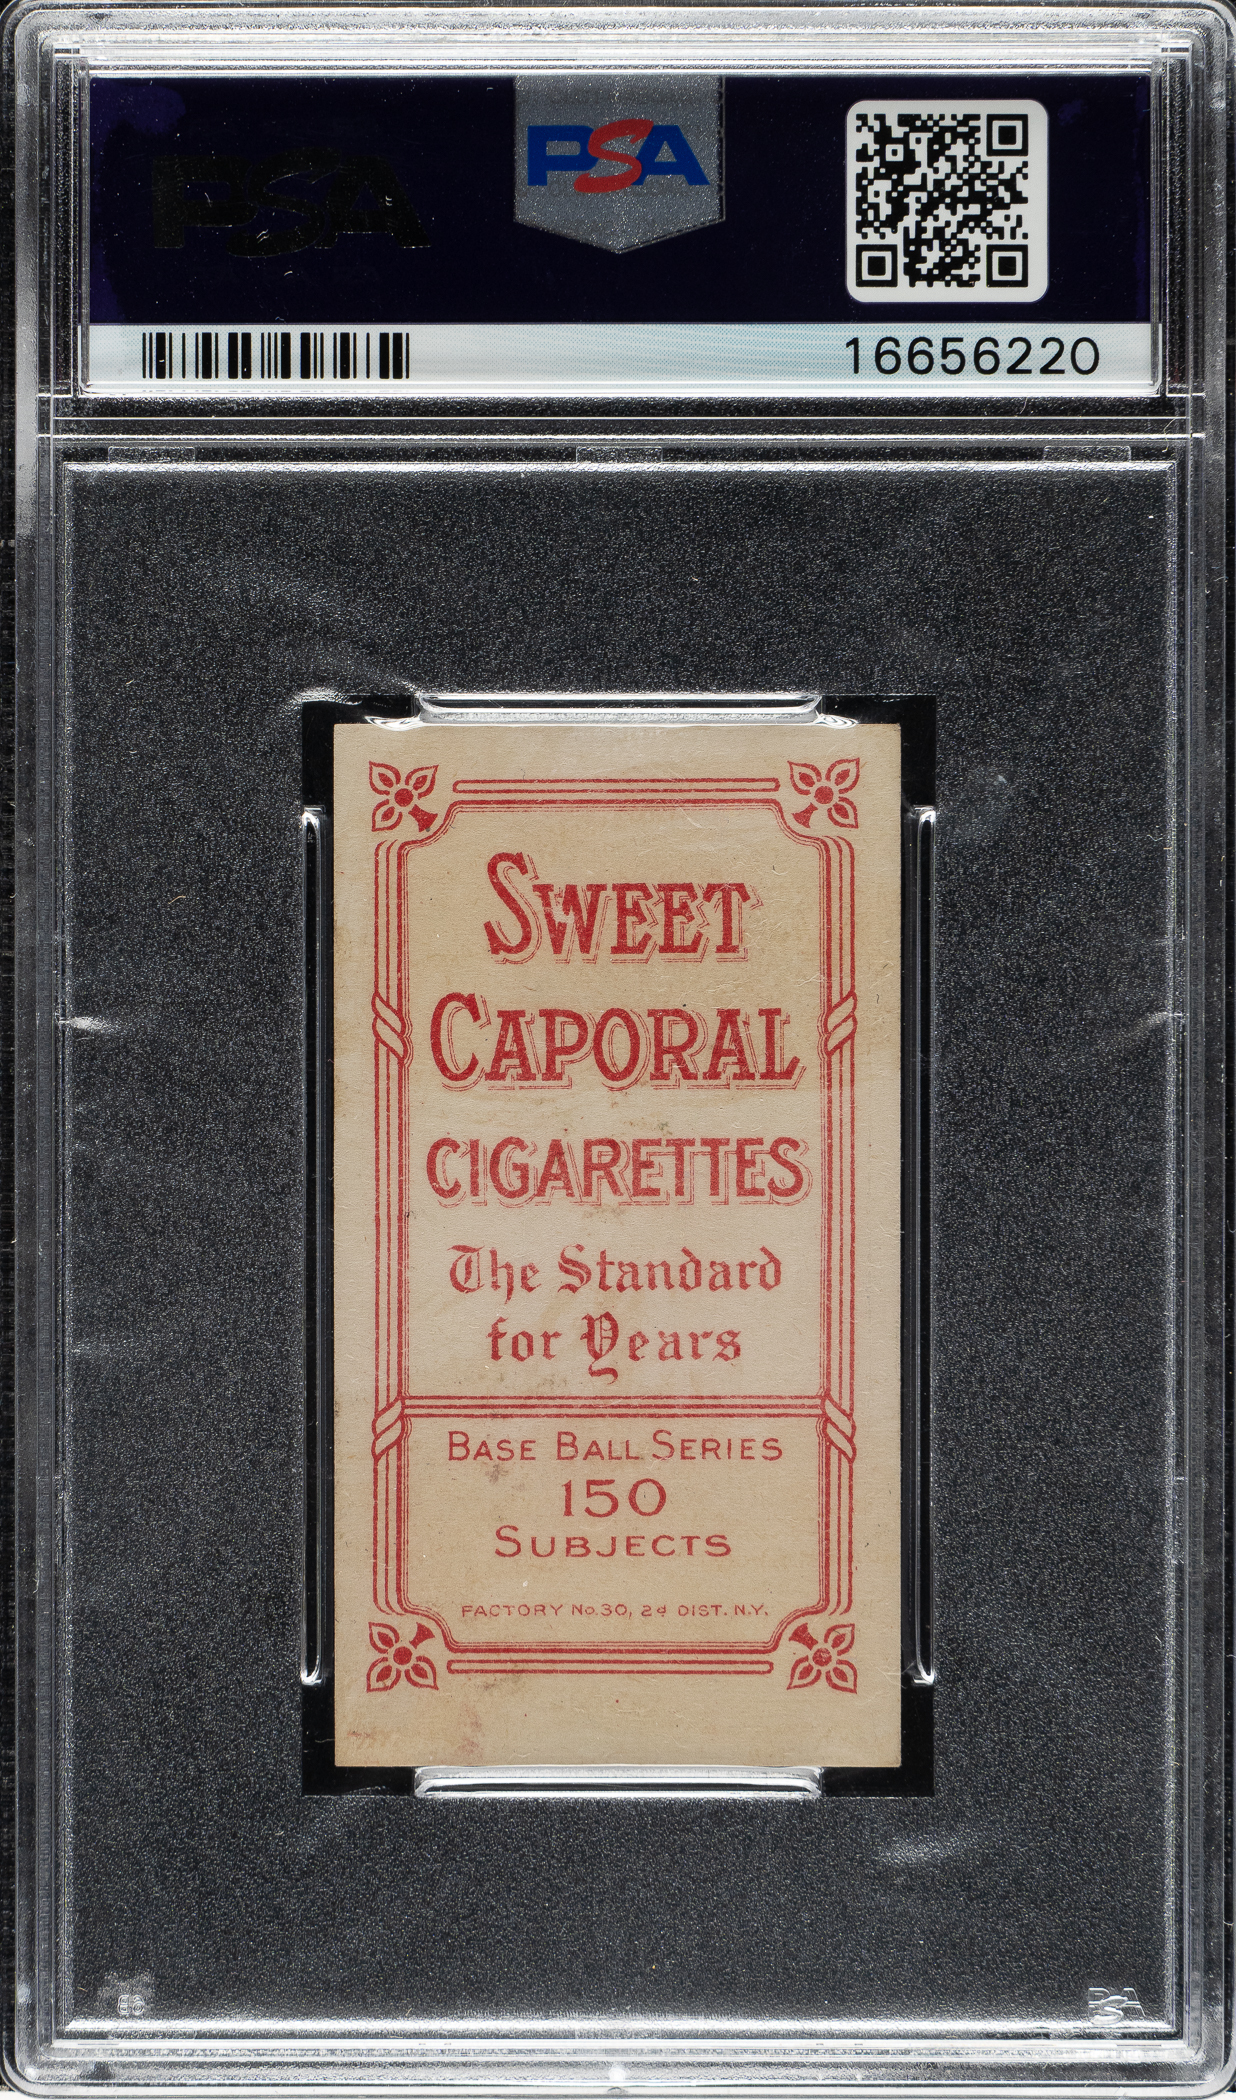 PSA
PSA
16656220
SWEET
CAPORAL
CIGARETTES
The Standard
for Years
BASE BALL SERIES
150
SUBJECTS
FACTORY No. 30, 2d DIST. N.Y.
PSA